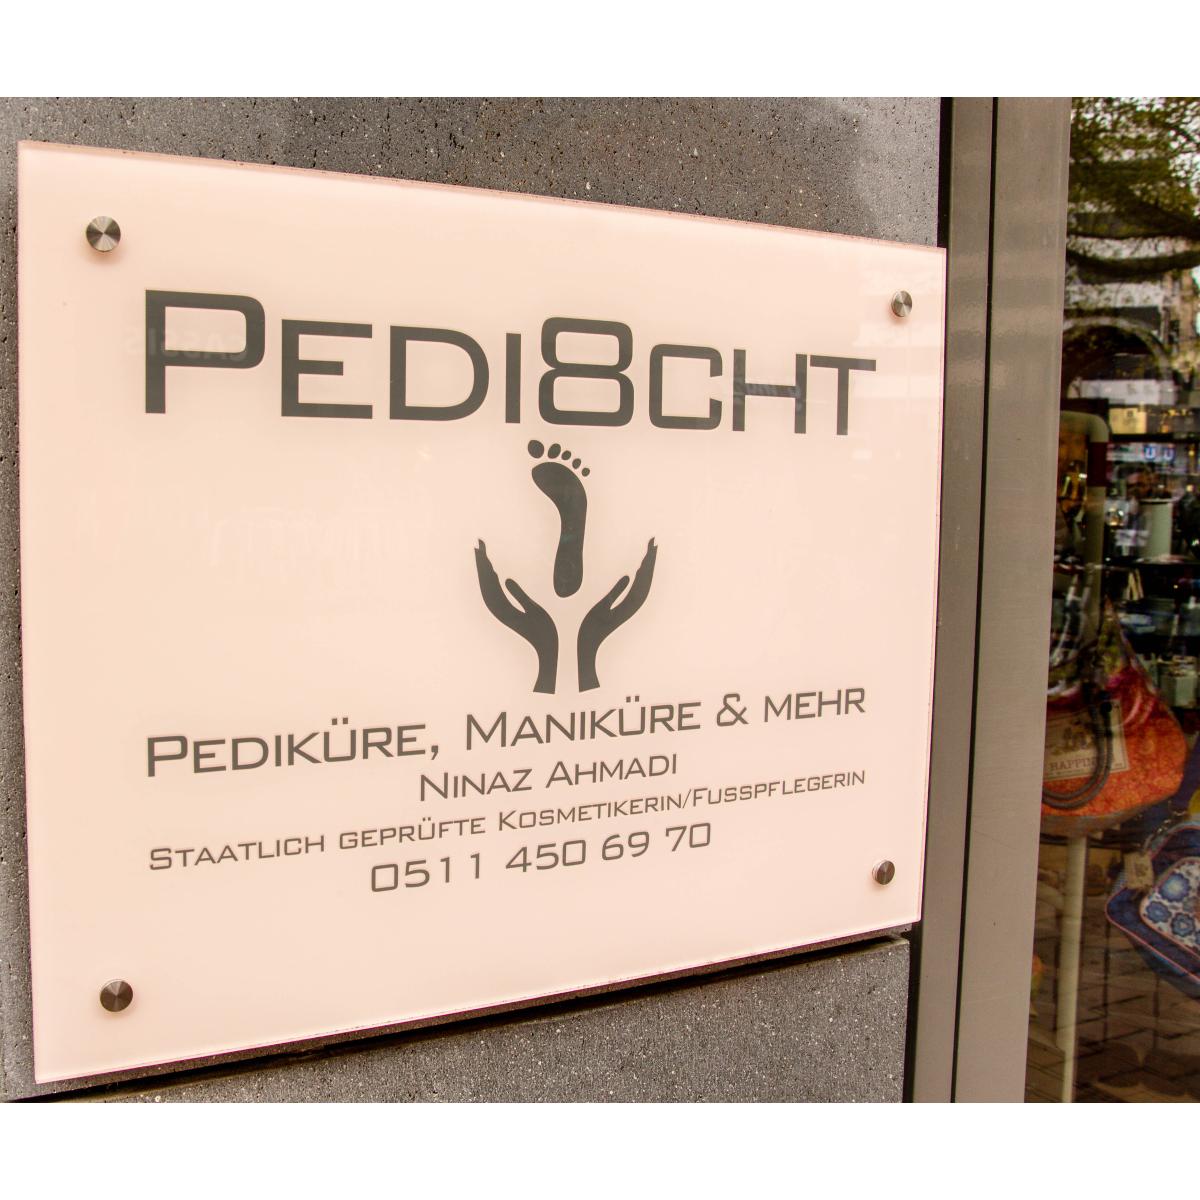 PEDI8CHT
PEDIKÜRE, MANIKÜRE & MEHR
NINAZ AHMADI
STAATLICH GEPRÜFTE KOSMETIKERIN/FUSSPFLEGERIN
0511 450 69 70